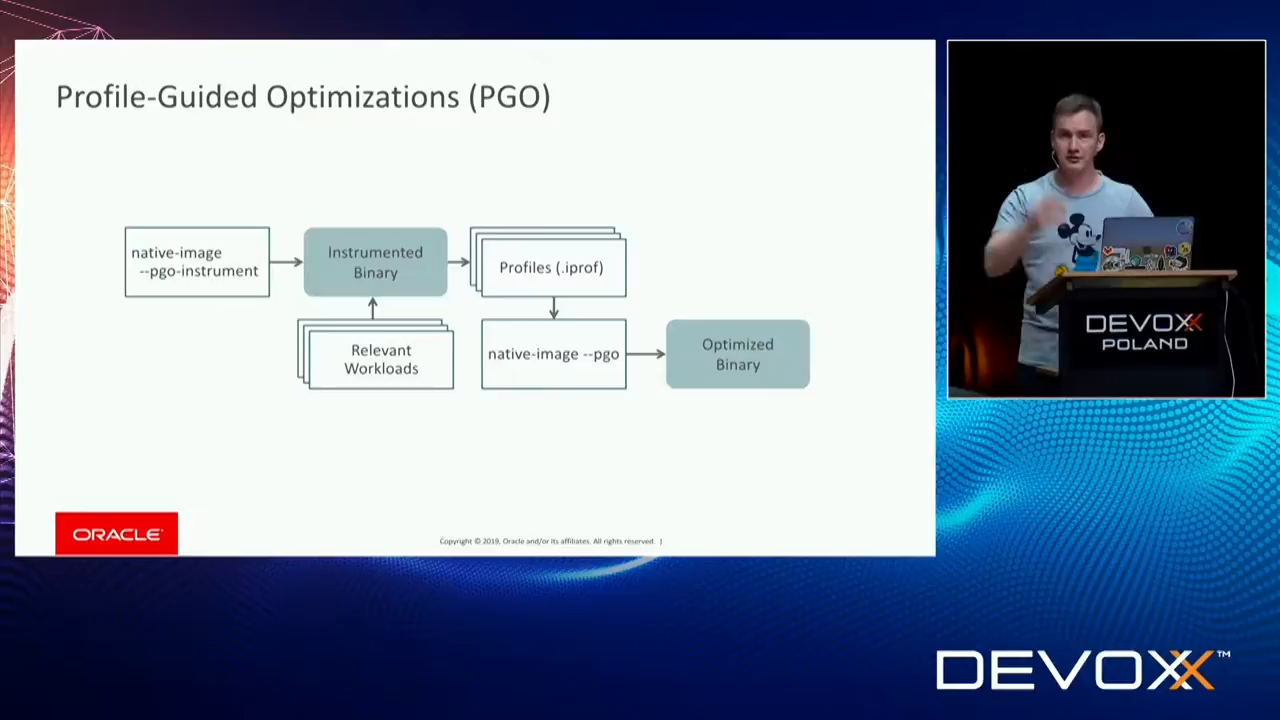 Profile-Guided Optimizations (PGO)
native-image
--pgo-instrument
Instrumented
Binary
Profiles (.iprof)
Relevant
Workloads
native-image --pgo
Optimized
Binary
ORACLE
Copyright © 2019, Oracle and/or its affiliates. All rights reserved. |
DEVOXX
POLAND
DEVOXX™